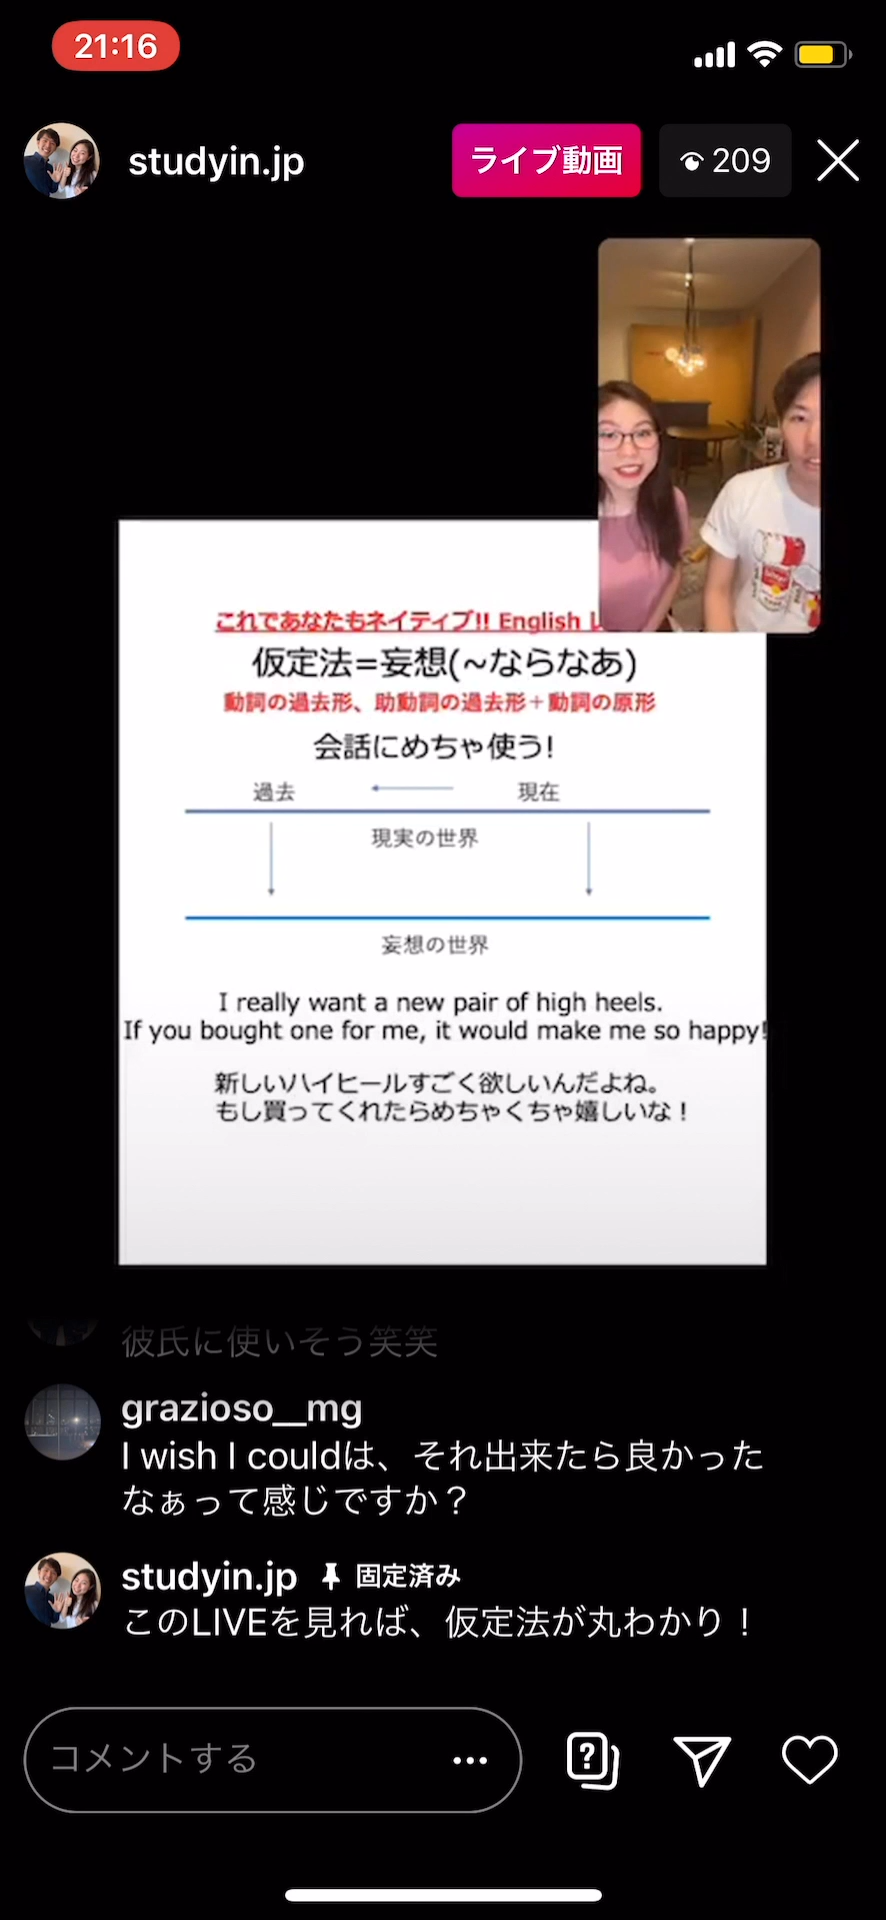 21:16
studyin.jp
ライブ動画
209
これであなたもネイティブ!! English
仮定法=妄想(~ならなあ)
動詞の過去形、助動詞の過去形＋動詞の原形
会話にめちゃ使う!
過去 現在
現実の世界
妄想の世界
I really want a new pair of high heels.
If you bought one for me, it would make me so happy!
新しいハイヒールすごく欲しいんだよね。
もし買ってくれたらめちゃくちゃ嬉しいな！
彼氏に使いそう笑笑
grazioso__mg
I wish I couldは、それ出来たら良かった
なぁって感じですか？
studyin.jp 固定済み
このLIVEを見れば、仮定法が丸わかり！
コメントする